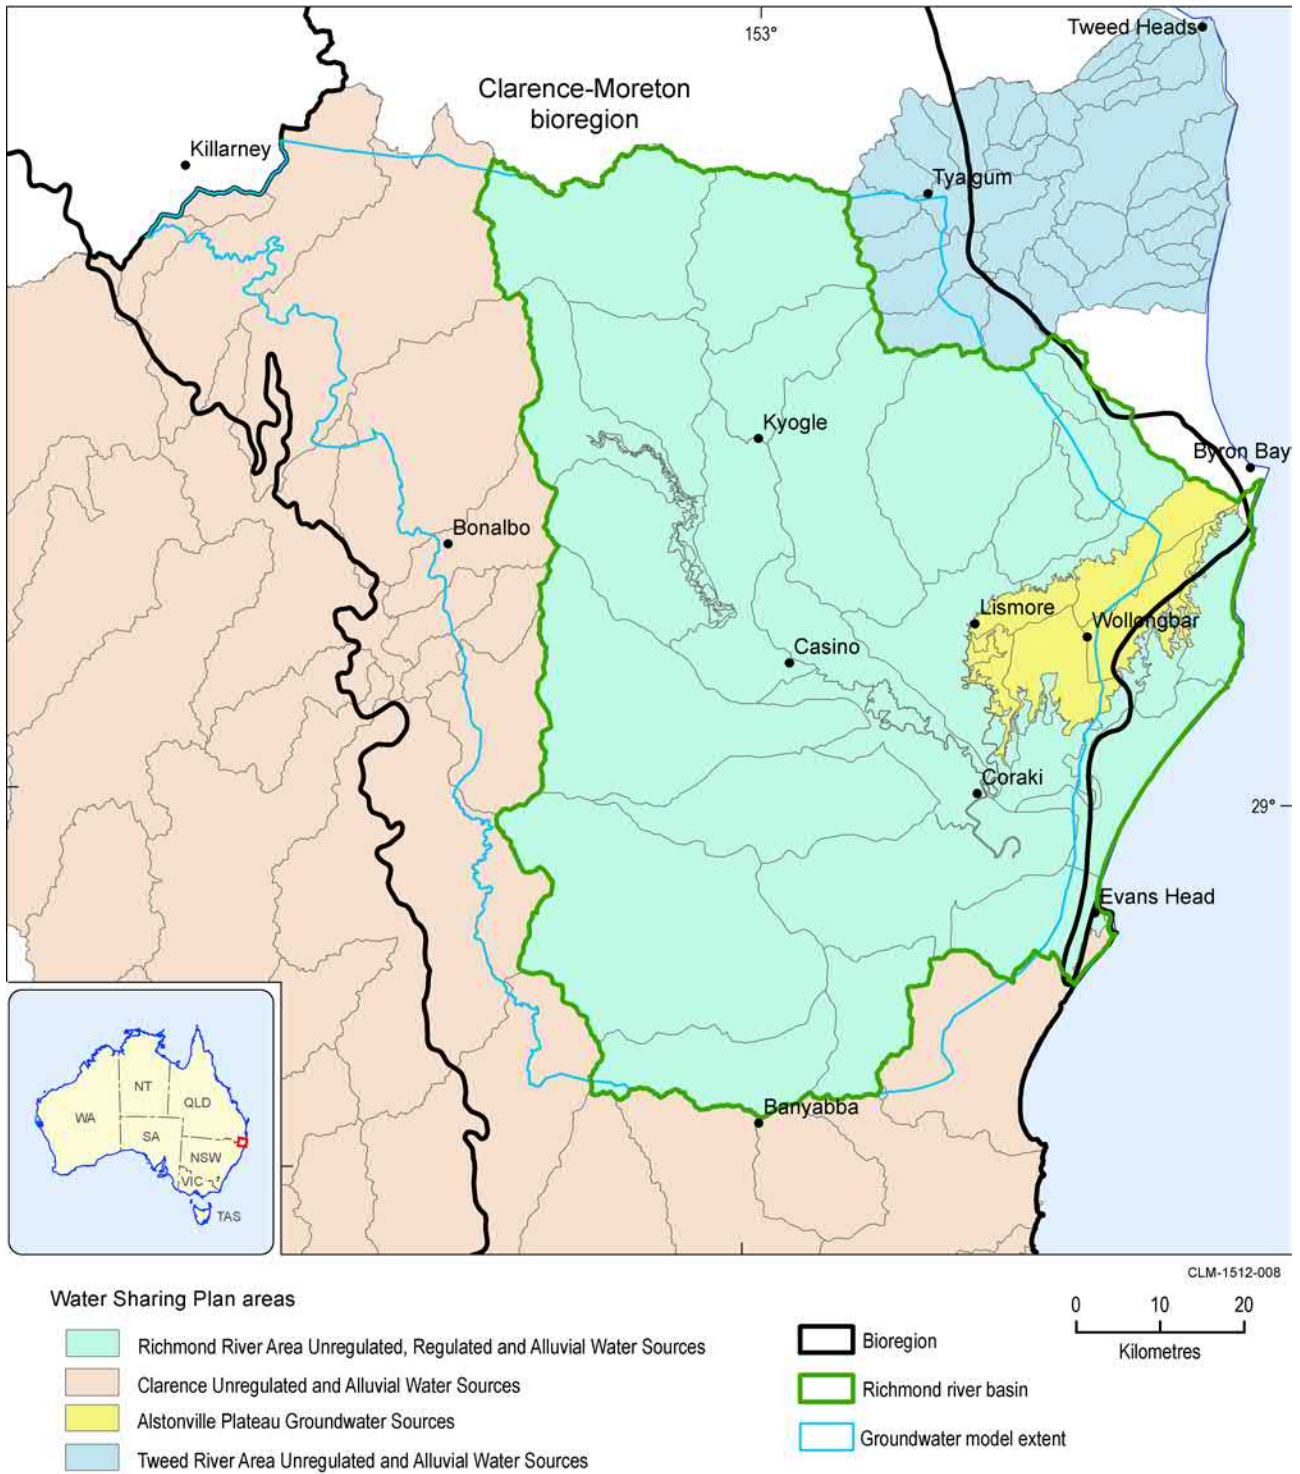 153°
Tweed Heads
Clarence-Moreton
bioregion
Killarney
Tyalgum
Kyogle
Byron Bay
Bonalbo
Lismore
Wollongbar
Casino
Coraki
29°
Evans Head
Banyabba
NT
WA
QLD
SA
NSW
VIC
TAS
CLM-1512-008
Water Sharing Plan areas
Richmond River Area Unregulated, Regulated and Alluvial Water Sources
Clarence Unregulated and Alluvial Water Sources
Alstonville Plateau Groundwater Sources
Tweed River Area Unregulated and Alluvial Water Sources
Bioregion
Richmond river basin
Groundwater model extent
0 10 20
Kilometres